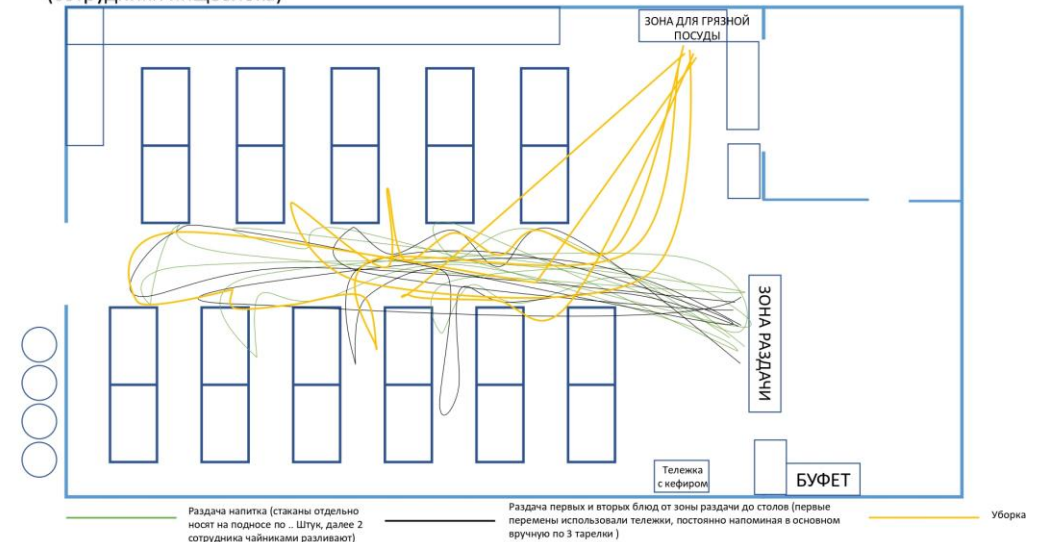 (сотрудники пищеблока)
ЗОНА ДЛЯ ГРЯЗНОЙ
ПОСУДЫ
ЗОНА РАЗДАЧИ
Тележка
с кефиром
БУФЕТ
Раздача напитка (стаканы отдельно
носят на подносе по .. Штук, далее 2
сотрудника чайниками разливают)
Раздача первых и вторых блюд от зоны раздачи до столов (первые
перемены использовали тележки, постоянно напоминая в основном
вручную по 3 тарелки )
Уборка